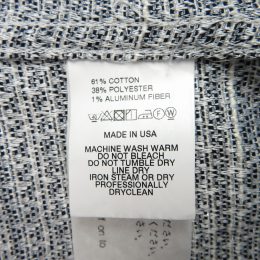 61% COTTON
38% POLYESTER
1% ALUMINUM FIBER
MADE IN USA
MACHINE WASH WARM
DO NOT BLEACH
DO NOT TUMBLE DRY
LINE DRY
IRON STEAM OR DRY
PROFESSIONALLY
DRYCLEAN